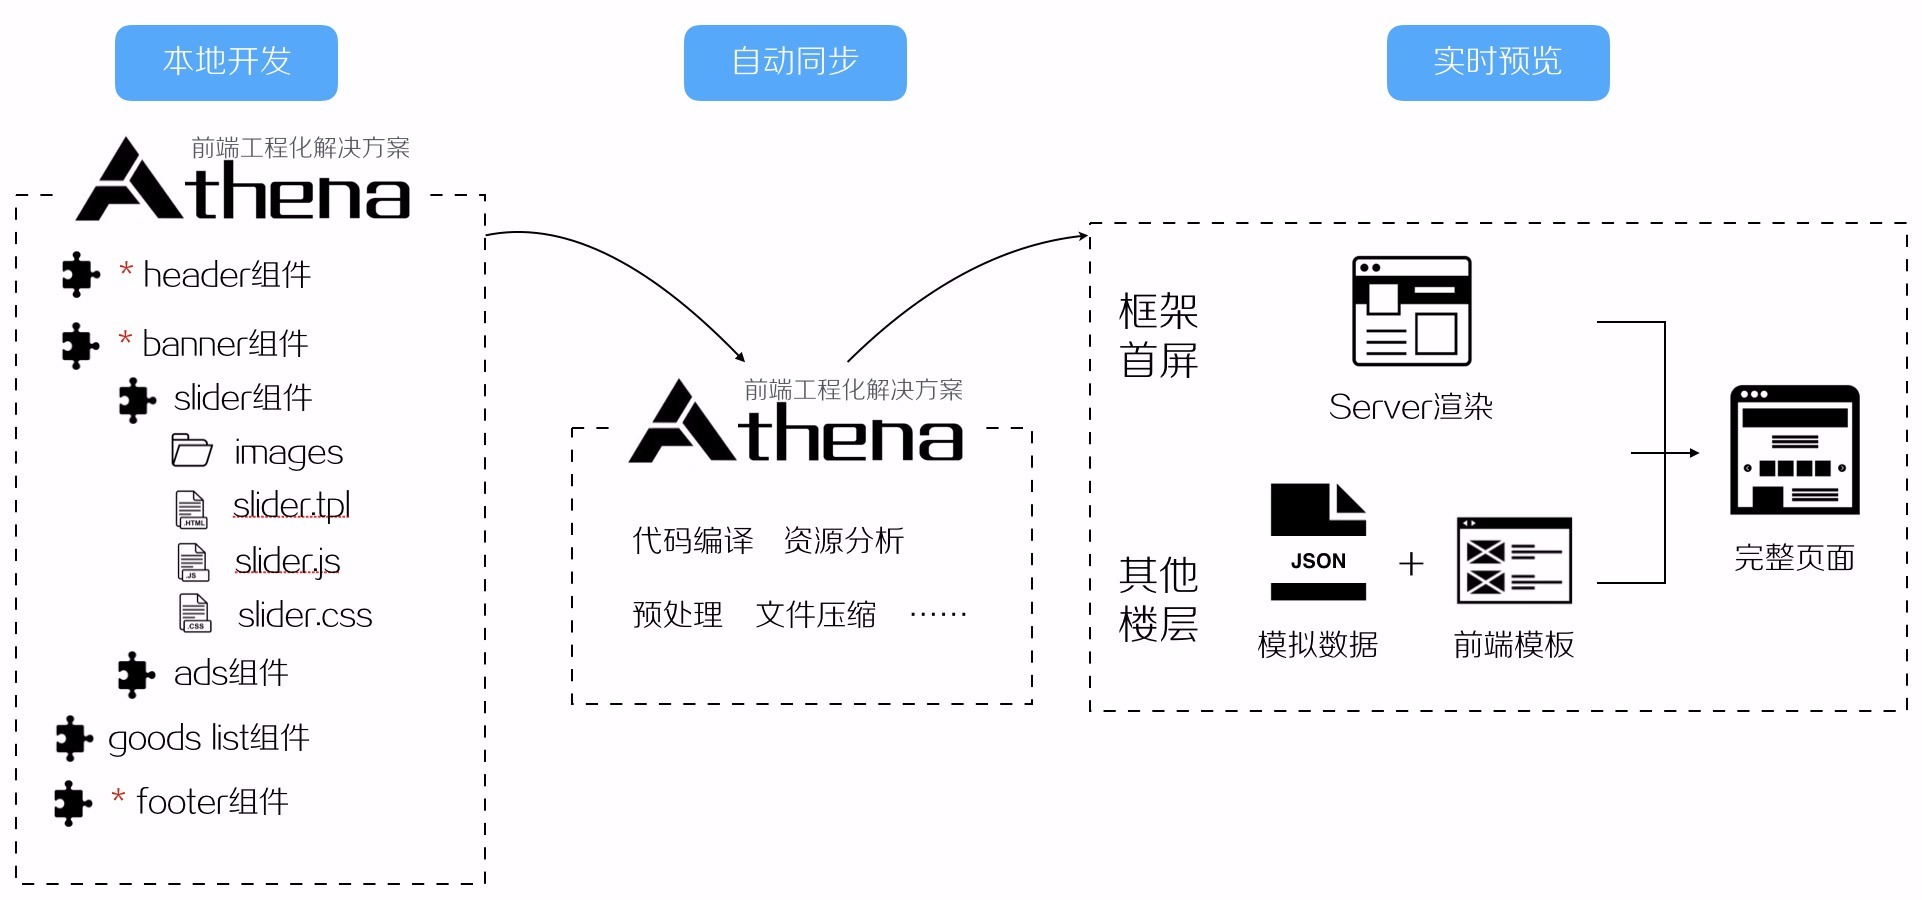 本地开发
自动同步
实时预览
前端工程化解决方案
Athena
* header组件
* banner组件
slider组件
images
.HTML
slider.tpl
.JS
slider.js
.CSS
slider.css
ads组件
goods list组件
* footer组件
前端工程化解决方案
Athena
代码编译 资源分析
预处理 文件压缩 ······
框架
首屏
Server渲染
其他
楼层
JSON
+
模拟数据
前端模板
完整页面